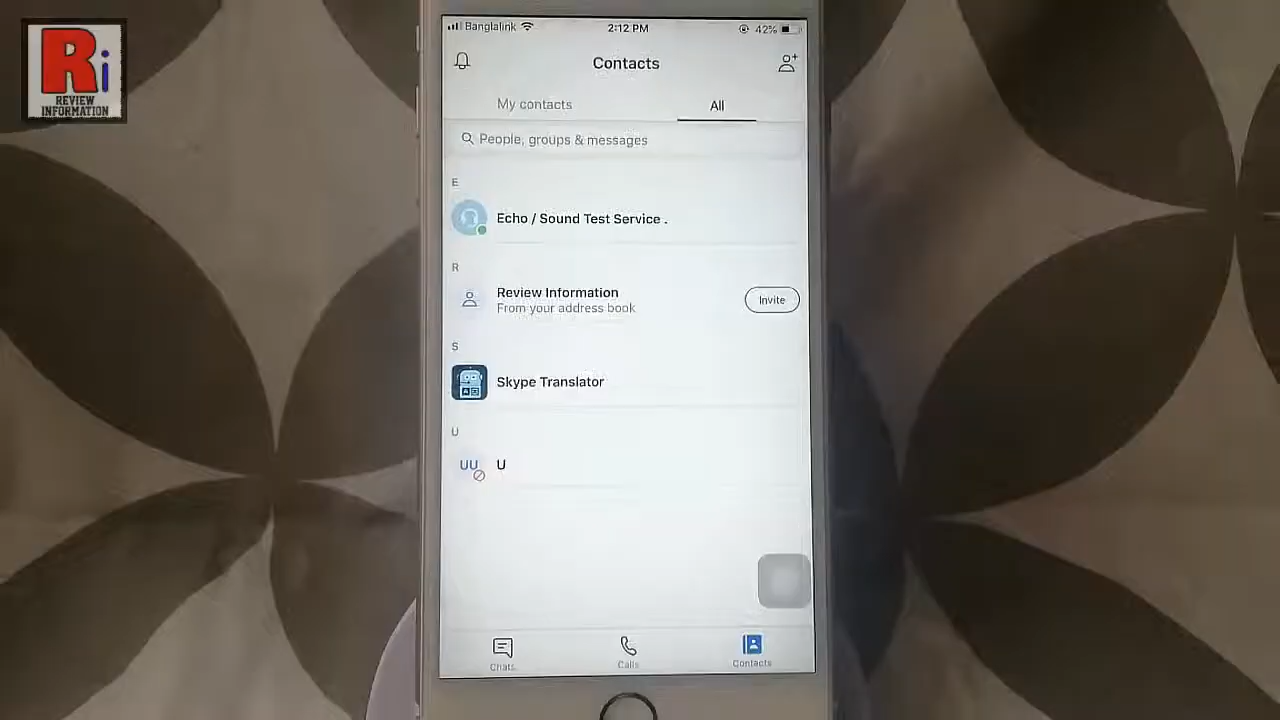 Ri
REVIEW
INFORMATION
Banglalink
2:12 PM
42%
Contacts
My contacts
All
People, groups & messages
E
Echo / Sound Test Service .
R
Review Information
From your address book
Invite
S
Skype Translator
U
UU
U
Chats
Calls
Contacts